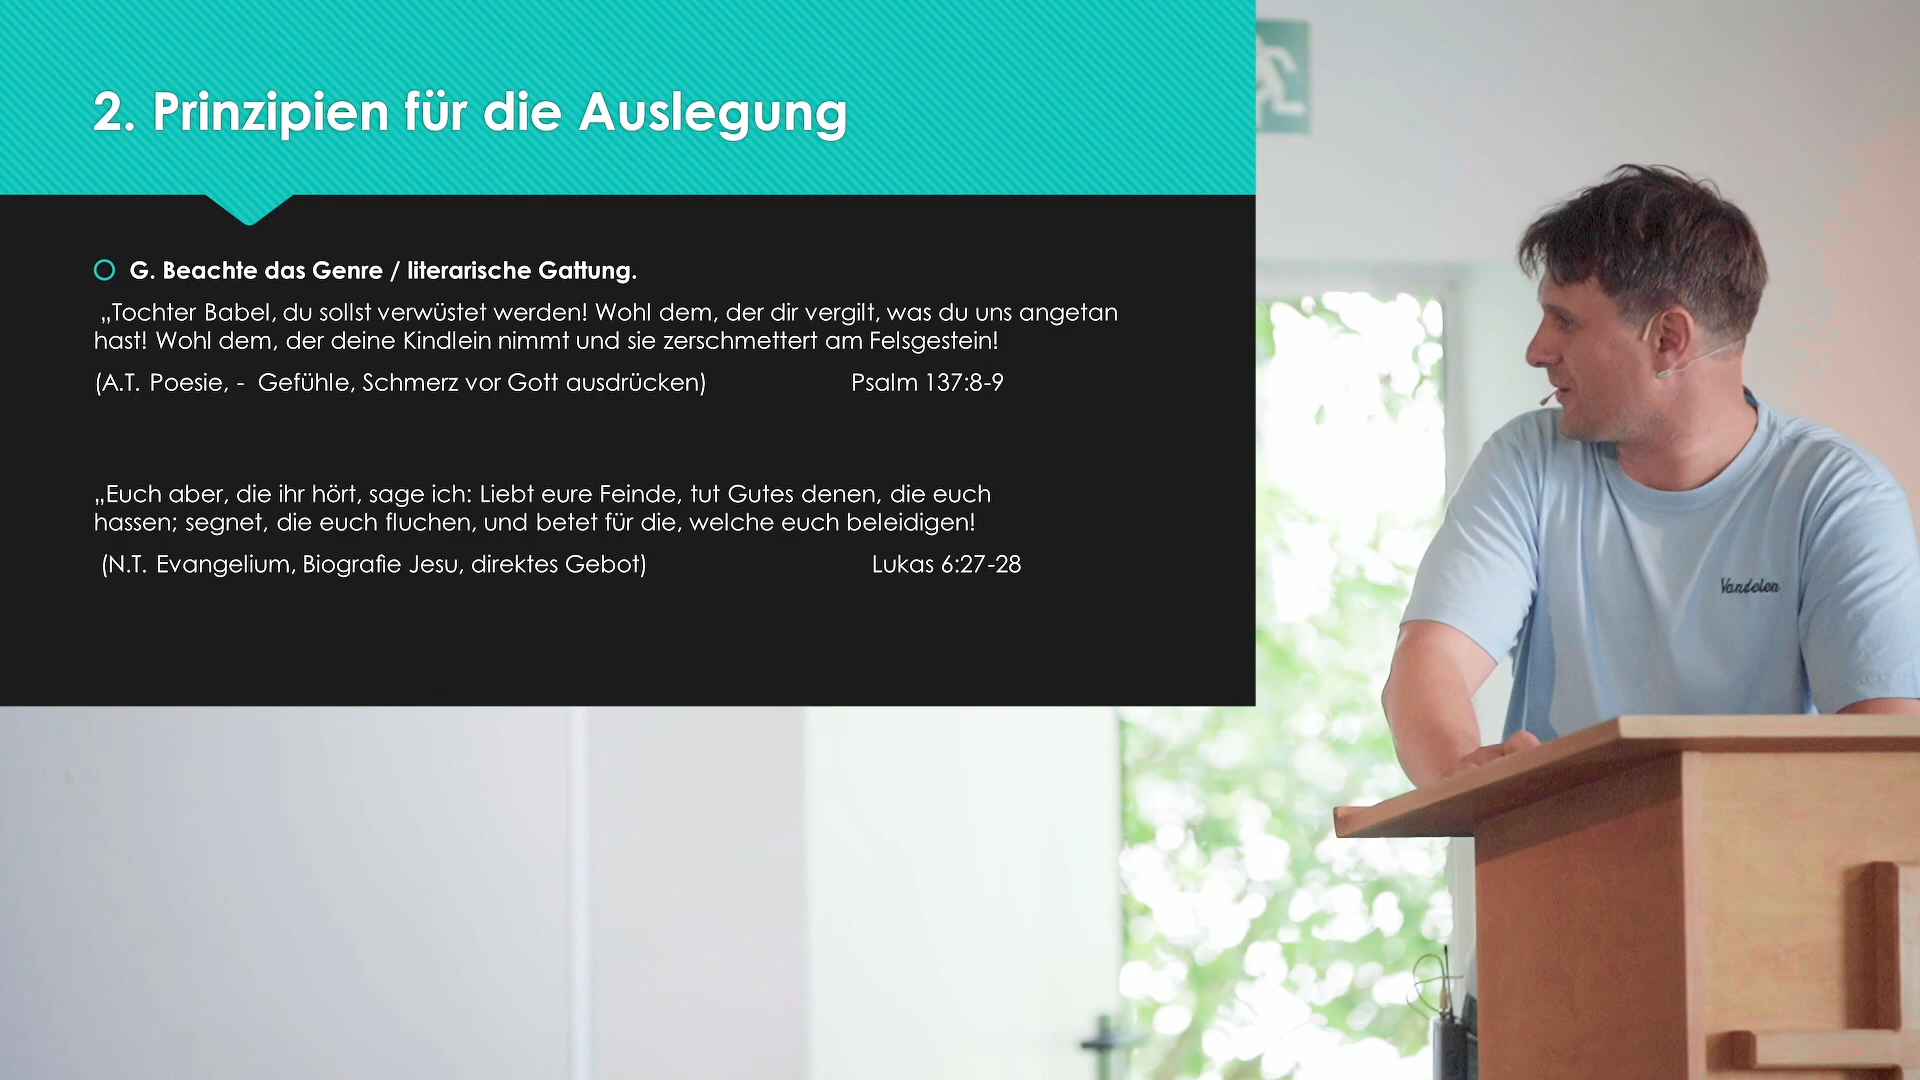 2. Prinzipien für die Auslegung
G. Beachte das Genre / literarische Gattung.
„Tochter Babel, du sollst verwüstet werden! Wohl dem, der dir vergilt, was du uns angetan
hast! Wohl dem, der deine Kindlein nimmt und sie zerschmettert am Felsgestein!
(A.T. Poesie, - Gefühle, Schmerz vor Gott ausdrücken) Psalm 137:8-9
„Euch aber, die ihr hört, sage ich: Liebt eure Feinde, tut Gutes denen, die euch
hassen; segnet, die euch fluchen, und betet für die, welche euch beleidigen!
(N.T. Evangelium, Biografie Jesu, direktes Gebot) Lukas 6:27-28
Vandelen